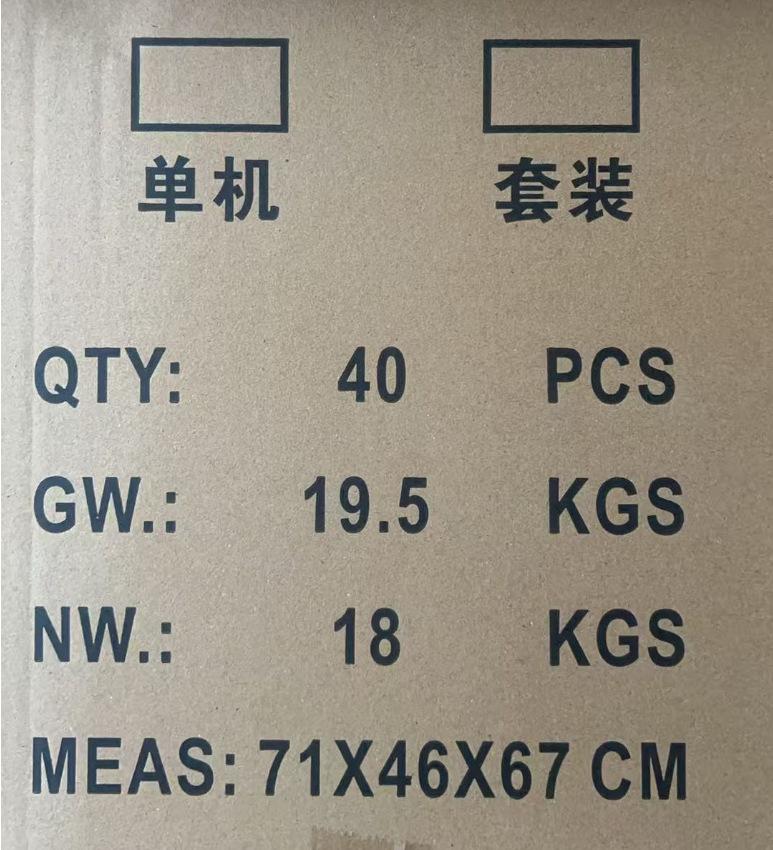 单机 套装
QTY: 40 PCS
GW.: 19.5 KGS
NW.: 18 KGS
MEAS: 71X46X67 CM